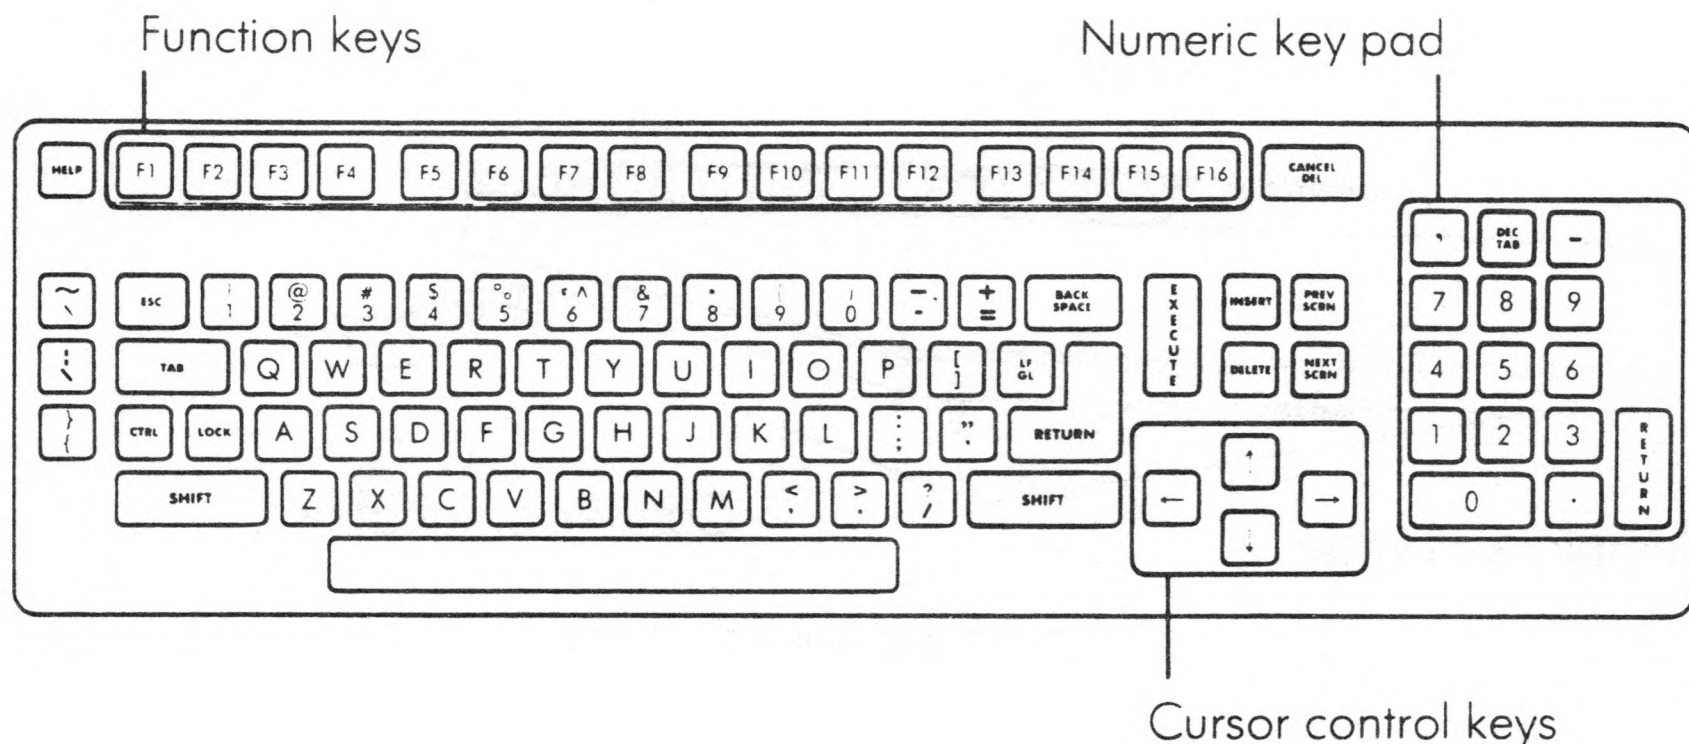 Function keys
Numeric key pad
HELP F1 F2 F3 F4 F5 F6 F7 F8 F9 F10 F11 F12 F13 F14 F15 F16 CANCEL
DEL
, DEC
TAB -
~
\ ESC
1 @
2 #
3 $
4 %
5 ^
6 &
7 8 (
9 )
0 -
- +
= BACK
SPACE EXECUTE INSERT PREV
SCRN 7 8 9
¦
\ TAB Q W E R T Y U I O P [
] LF
GL DELETE NEXT
SCRN 4 5 6
}
{ CTRL LOCK A S D F G H J K L :
; "
' RETURN ↑ 1 2 3 RETURN
SHIFT Z X C V B N M <
, >
. ?
/ SHIFT ← → 0 .
↓
Cursor control keys